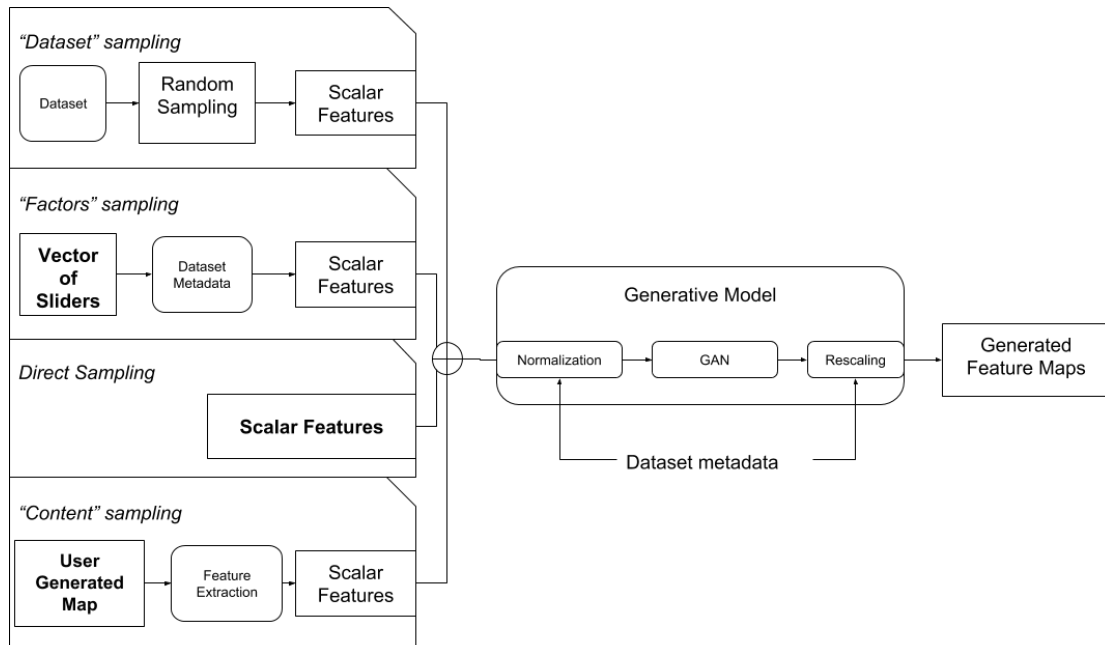 “Dataset” sampling
Dataset
Random
Sampling
Scalar
Features
“Factors” sampling
Vector
of
Sliders
Dataset
Metadata
Scalar
Features
Direct Sampling
Scalar Features
“Content” sampling
User
Generated
Map
Feature
Extraction
Scalar
Features
Generative Model
Normalization
GAN
Rescaling
Dataset metadata
Generated
Feature Maps